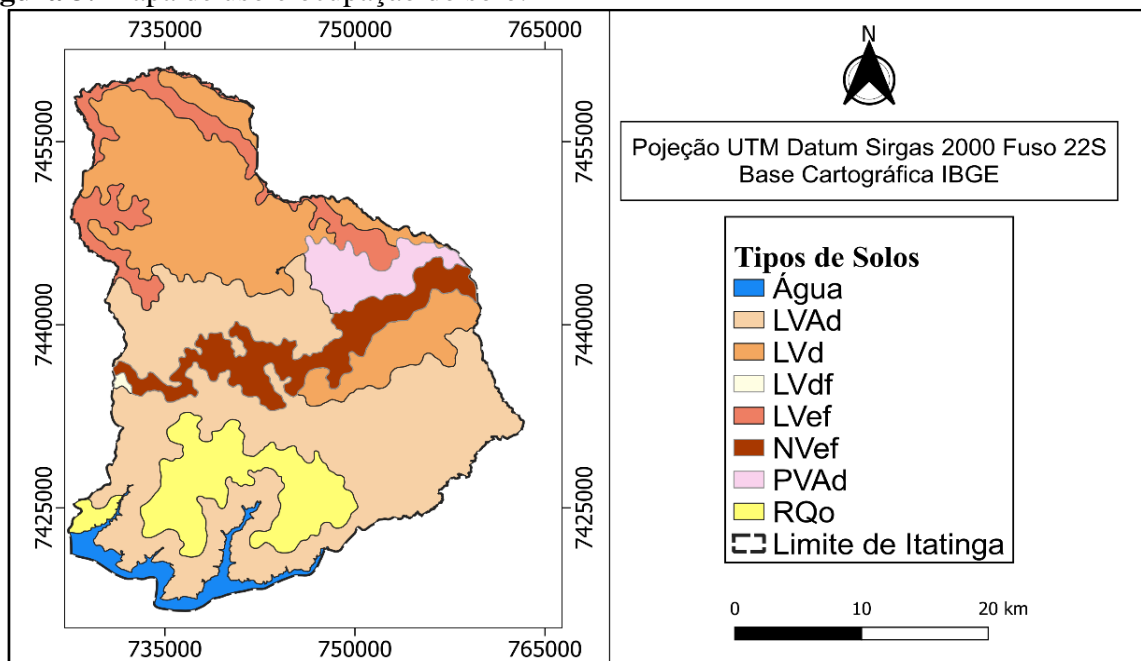 735000 750000 765000
7455000
7440000
7425000
7455000
7440000
7425000
735000 750000 765000
N
Pojeção UTM Datum Sirgas 2000 Fuso 22S
Base Cartográfica IBGE
Tipos de Solos
Água
LVAd
LVd
LVdf
LVef
NVef
PVAd
RQo
Limite de Itatinga
0 10 20 km